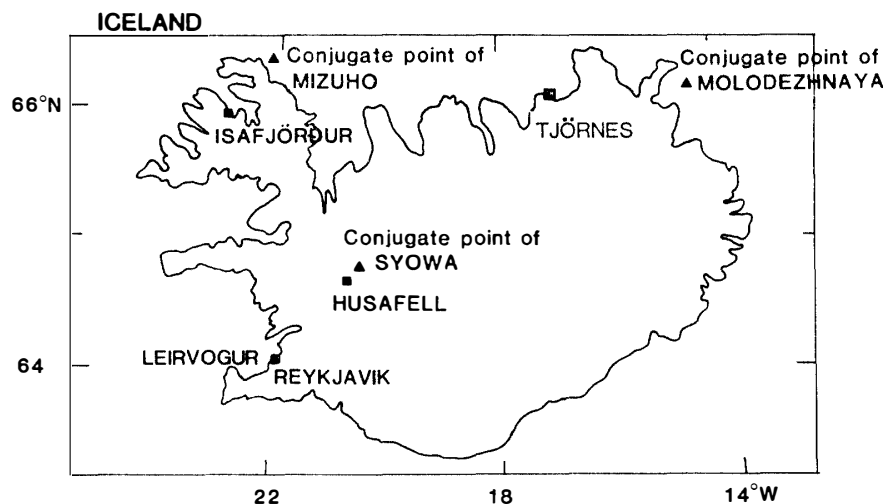 ICELAND
Conjugate point of
MIZUHO
Conjugate point of
MOLODEZHNAYA
66°N
ISAFJÖRDUR
TJÖRNES
Conjugate point of
SYOWA
HUSAFELL
64
LEIRVOGUR
REYKJAVIK
22
18
14°W